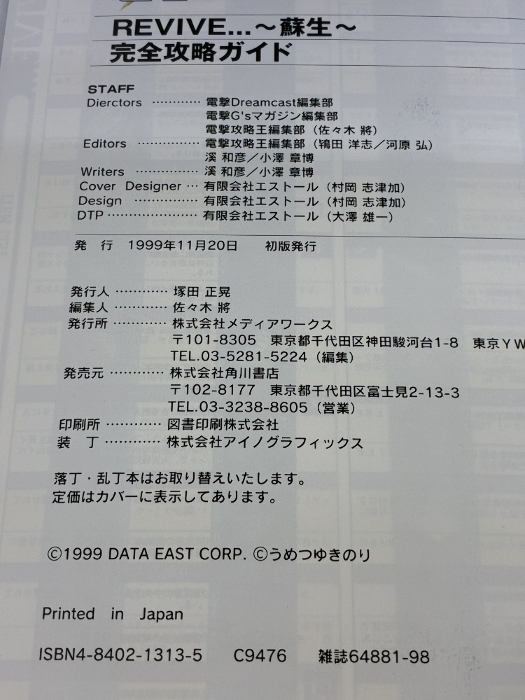 REVIVE...～蘇生～
完全攻略ガイド
STAFF
Dierctors ………… 電撃Dreamcast編集部
電撃G'sマガジン編集部
電撃攻略王編集部（佐々木 將）
Editors ………… 電撃攻略王編集部（鴇田 洋志／河原 弘）
溪 和彦／小澤 章博
Writers ………… 溪 和彦／小澤 章博
Cover Designer … 有限会社エストール（村岡 志津加）
Design ………… 有限会社エストール（村岡 志津加）
DTP ………… 有限会社エストール（大澤 雄一）
発 行 1999年11月20日 初版発行
発行人 ………… 塚田 正晃
編集人 ………… 佐々木 將
発行所 ………… 株式会社メディアワークス
〒101-8305 東京都千代田区神田駿河台1-8 東京YW
TEL.03-5281-5224（編集）
発売元 ………… 株式会社角川書店
〒102-8177 東京都千代田区富士見2-13-3
TEL.03-3238-8605（営業）
印刷所 ………… 図書印刷株式会社
装 丁 ………… 株式会社アイノグラフィックス
落丁・乱丁本はお取り替えいたします。
定価はカバーに表示してあります。
©1999 DATA EAST CORP. ©うめつゆきのり
Printed in Japan
ISBN4-8402-1313-5 C9476 雑誌64881-98